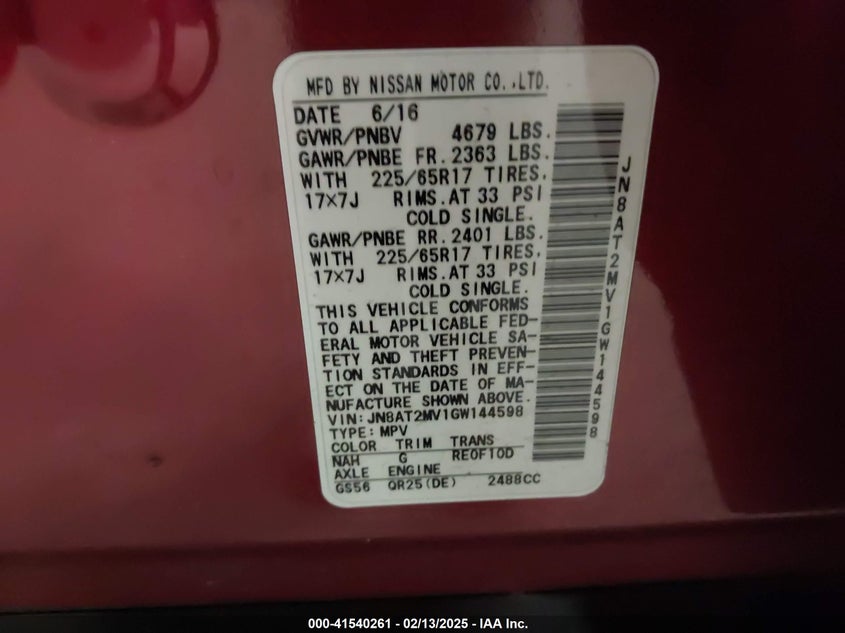 MFD BY NISSAN MOTOR CO.,LTD.
DATE 6/16
GVWR/PNBV 4679 LBS.
GAWR/PNBE FR. 2363 LBS.
WITH 225/65R17 TIRES,
17×7J RIMS.AT 33 PSI
COLD SINGLE.
GAWR/PNBE RR. 2401 LBS.
WITH 225/65R17 TIRES,
17×7J RIMS.AT 33 PSI
COLD SINGLE.
THIS VEHICLE CONFORMS
TO ALL APPLICABLE FED-
ERAL MOTOR VEHICLE SA-
FETY AND THEFT PREVEN-
TION STANDARDS IN EFF-
ECT ON THE DATE OF MA-
NUFACTURE SHOWN ABOVE.
VIN:JN8AT2MV1GW144598
TYPE:MPV
COLOR TRIM TRANS
NAH G RE0F10D
AXLE ENGINE
GS56 QR25(DE) 2488CC
JN8AT2MV1GW144598
000-41540261 - 02/13/2025 - IAA Inc.